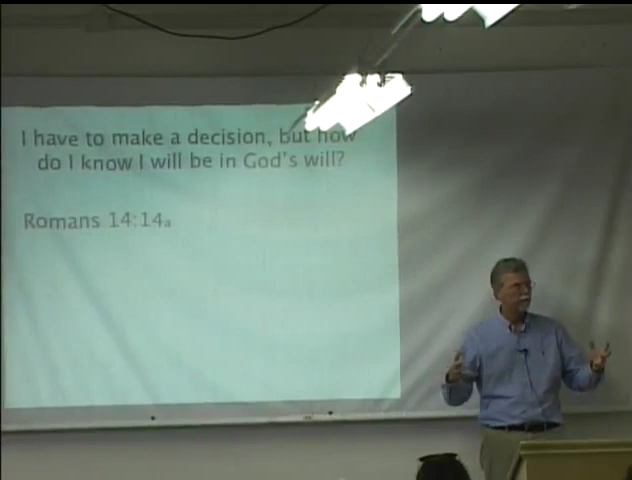 I have to make a decision, but how
do I know I will be in God's will?
Romans 14:14a